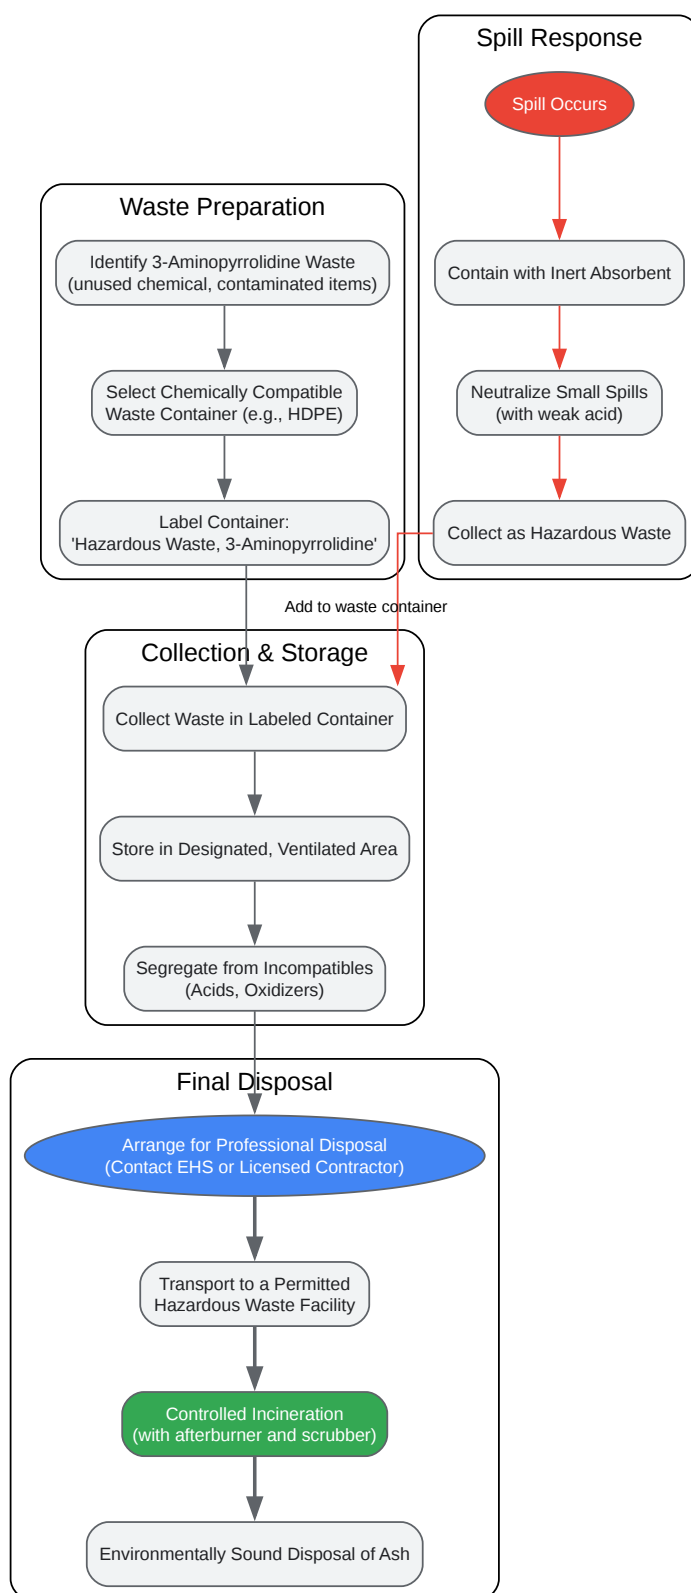 Spill Response
Spill Occurs
Contain with Inert Absorbent
Neutralize Small Spills
(with weak acid)
Collect as Hazardous Waste
Waste Preparation
Identify 3-Aminopyrrolidine Waste
(unused chemical, contaminated items)
Select Chemically Compatible
Waste Container (e.g., HDPE)
Label Container:
'Hazardous Waste, 3-Aminopyrrolidine'
Add to waste container
Collection & Storage
Collect Waste in Labeled Container
Store in Designated, Ventilated Area
Segregate from Incompatibles
(Acids, Oxidizers)
Final Disposal
Arrange for Professional Disposal
(Contact EHS or Licensed Contractor)
Transport to a Permitted
Hazardous Waste Facility
Controlled Incineration
(with afterburner and scrubber)
Environmentally Sound Disposal of Ash